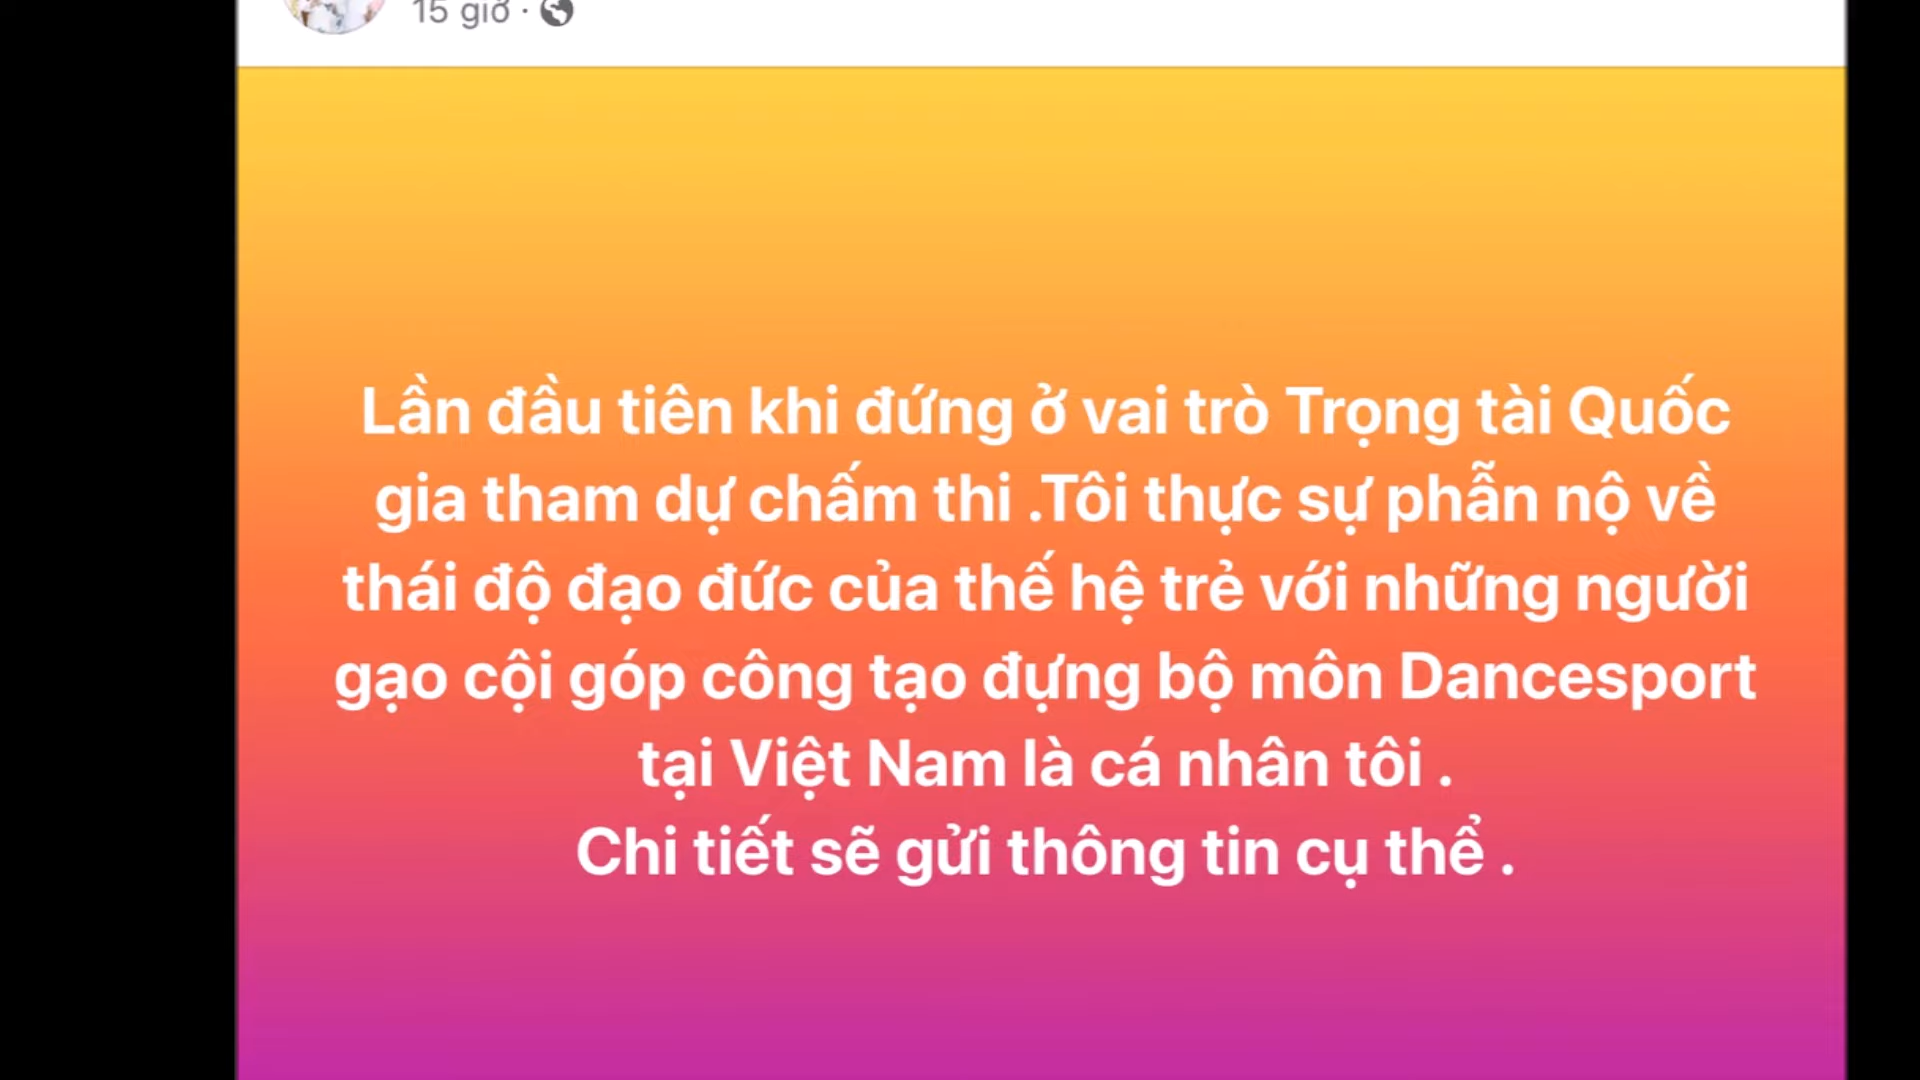 15 giờ ·
Lần đầu tiên khi đứng ở vai trò Trọng tài Quốc
gia tham dự chấm thi .Tôi thực sự phẫn nộ về
thái độ đạo đức của thế hệ trẻ với những người
gạo cội góp công tạo đựng bộ môn Dancesport
tại Việt Nam là cá nhân tôi .
Chi tiết sẽ gửi thông tin cụ thể .